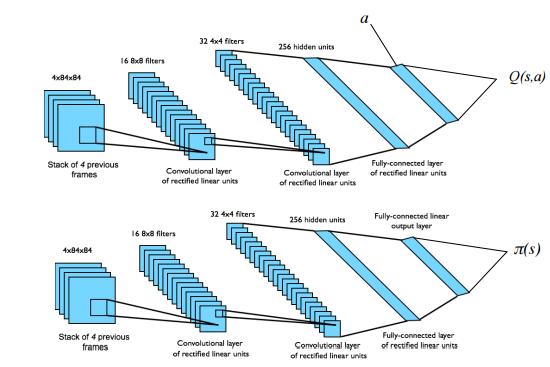 a
32 4x4 filters
256 hidden units
16 8x8 filters
4x84x84
Q(s,a)
Stack of 4 previous
frames
Convolutional layer
of rectified linear units
Convolutional layer
of rectified linear units
Fully-connected layer
of rectified linear units
32 4x4 filters
256 hidden units
Fully-connected linear
output layer
16 8x8 filters
4x84x84
π(s)
Stack of 4 previous
frames
Convolutional layer
of rectified linear units
Convolutional layer
of rectified linear units
Fully-connected layer
of rectified linear units